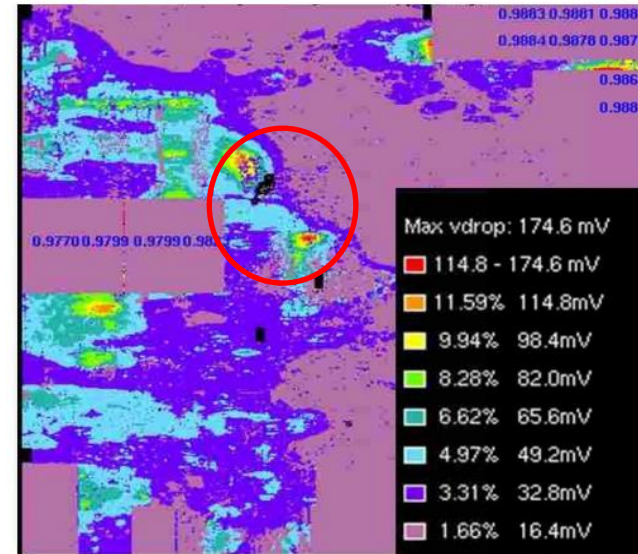 0.9883 0.9881 0.988
0.9884 0.9878 0.987
0.986
0.988
0.9770 0.9799 0.9799 0.982
Max vdrop: 174.6 mV
114.8 - 174.6 mV
11.59% 114.8mV
9.94% 98.4mV
8.28% 82.0mV
6.62% 65.6mV
4.97% 49.2mV
3.31% 32.8mV
1.66% 16.4mV